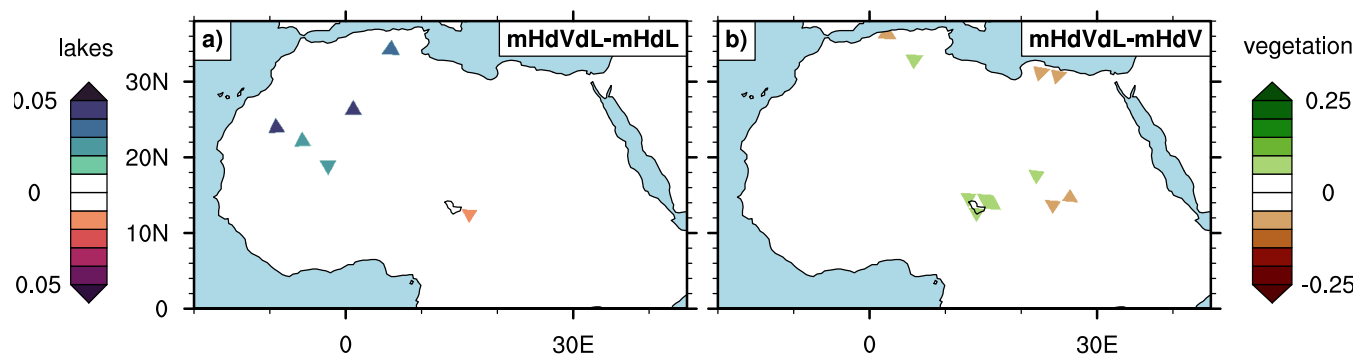 lakes
a)
mHdVdL-mHdL
b)
mHdVdL-mHdV
vegetation
0.05
0
0.05
30N
20N
10N
0
0
30E
0
30E
0.25
0
-0.25